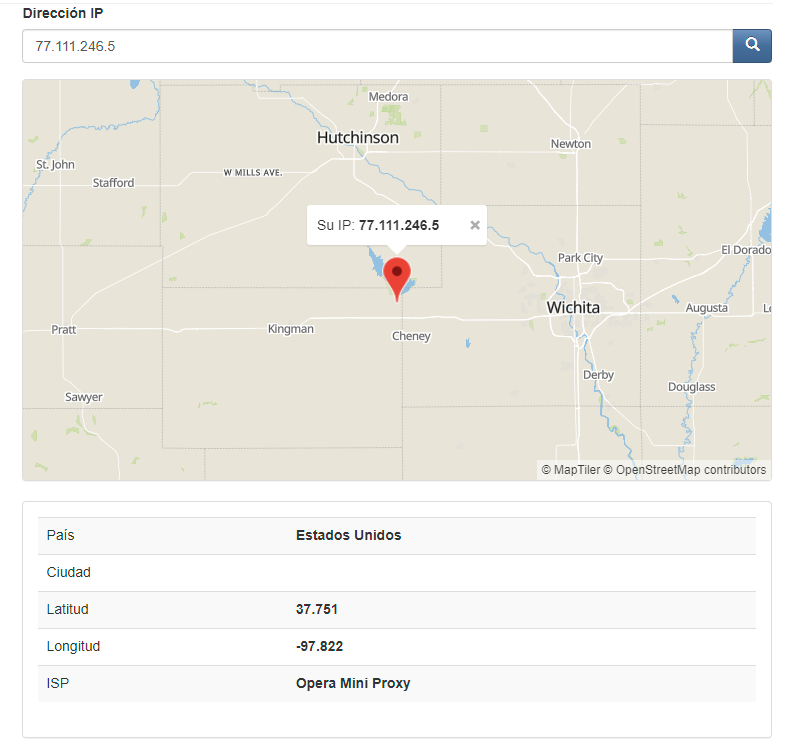 Dirección IP
77.111.246.5
Medora
Hutchinson
Newton
St. John
W MILLS AVE.
Stafford
Su IP: 77.111.246.5 ×
El Dorado
Park City
Wichita
Augusta
Lo
Pratt
Kingman
Cheney
Derby
Douglass
Sawyer
© MapTiler © OpenStreetMap contributors
País Estados Unidos
Ciudad
Latitud 37.751
Longitud -97.822
ISP Opera Mini Proxy